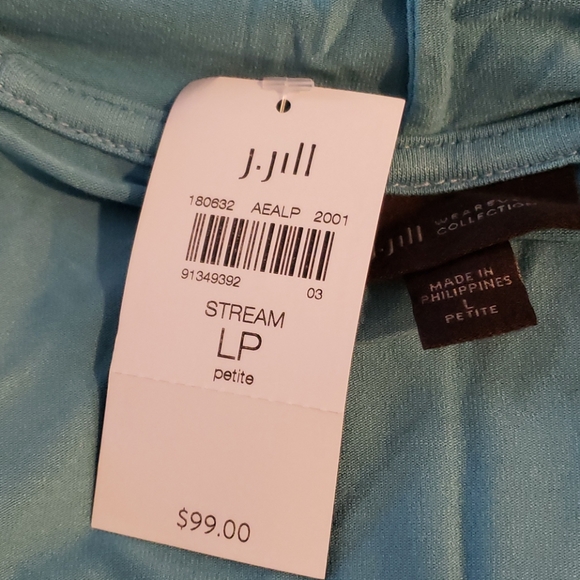 j.jill
180632 AEALP 2001
91349392 03
STREAM
LP
petite
$99.00
j.jill WEAREVER
COLLECTION
MADE IN
PHILIPPINES
L
PETITE